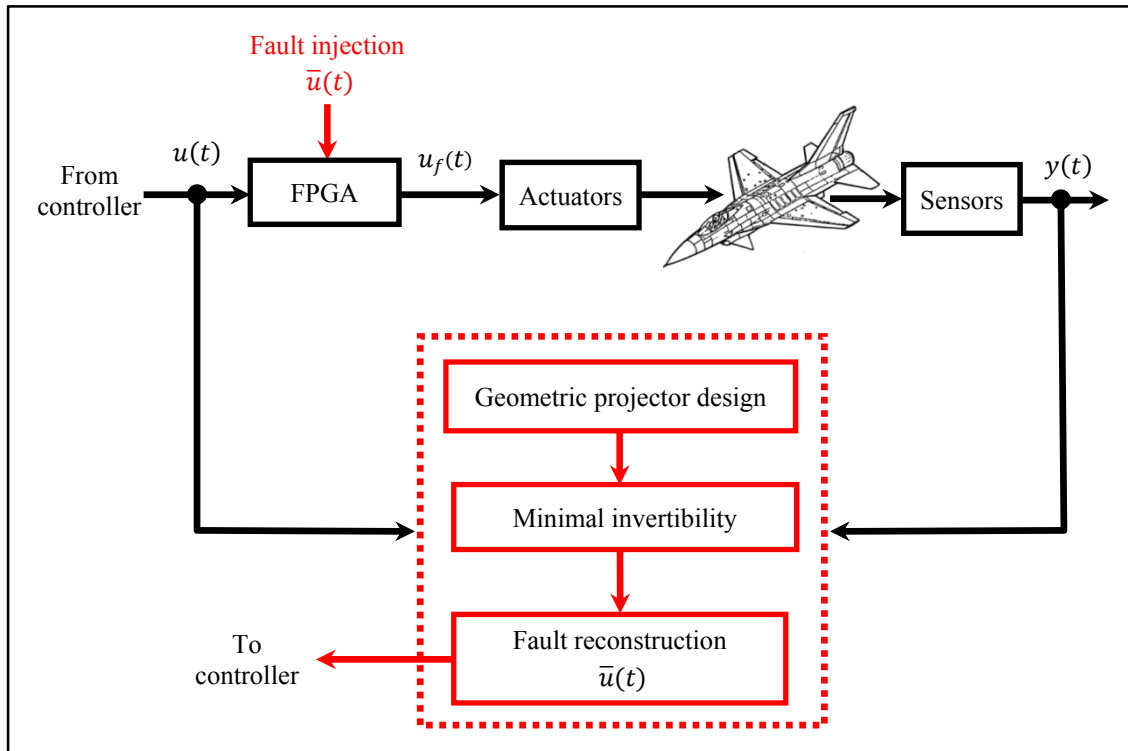 Fault injection
u̅(t)
From
controller
u(t)
FPGA
u_f(t)
Actuators
Sensors
y(t)
Geometric projector design
Minimal invertibility
Fault reconstruction
u̅(t)
To
controller